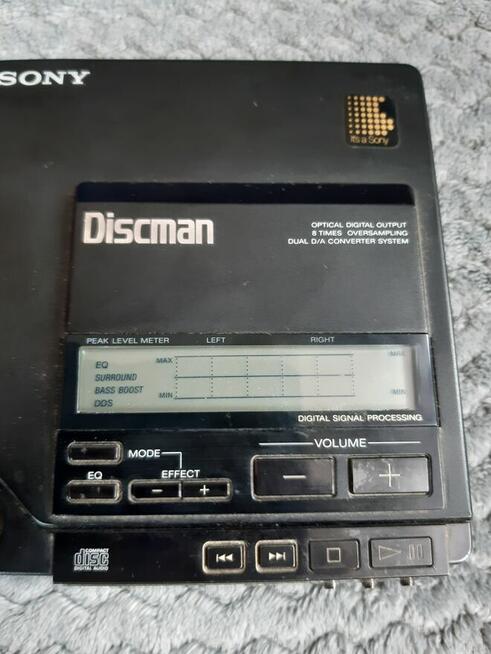 SONY
It's a Sony
Discman
OPTICAL DIGITAL OUTPUT
8 TIMES OVERSAMPLING
DUAL D/A CONVERTER SYSTEM
PEAK LEVEL METER LEFT RIGHT
EQ MAX MAX
SURROUND
BASS BOOST MIN MIN
DDS
DIGITAL SIGNAL PROCESSING
MODE VOLUME
EQ EFFECT
− + − +
COMPACT
disc
DIGITAL AUDIO